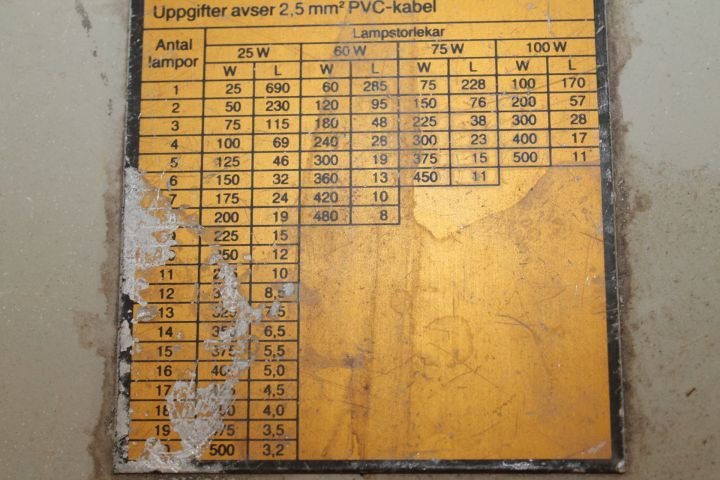 Uppgifter avser 2,5 mm² PVC-kabel
Antal lampor Lampstorlekar
25 W 60 W 75 W 100 W
W L W L W L W L
1 25 690 60 285 75 228 100 170
2 50 230 120 95 150 76 200 57
3 75 115 180 48 225 38 300 28
4 100 69 240 28 300 23 400 17
5 125 46 300 19 375 15 500 11
6 150 32 360 13 450 11
7 175 24 420 10
200 19 480 8
225 15
12
11 10
12
13
14 6,5
15 5,5
16 5,0
17 4,5
18 4,0
19 3,5
500 3,2